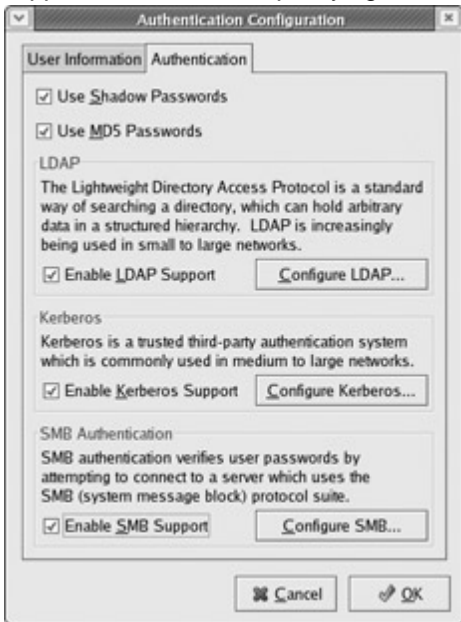 Authentication Configuration
User Information Authentication
Use Shadow Passwords
Use MD5 Passwords
LDAP
The Lightweight Directory Access Protocol is a standard
way of searching a directory, which can hold arbitrary
data in a structured hierarchy. LDAP is increasingly
being used in small to large networks.
Enable LDAP Support Configure LDAP...
Kerberos
Kerberos is a trusted third-party authentication system
which is commonly used in medium to large networks.
Enable Kerberos Support Configure Kerberos...
SMB Authentication
SMB authentication verifies user passwords by
attempting to connect to a server which uses the
SMB (system message block) protocol suite.
Enable SMB Support Configure SMB...
Cancel OK